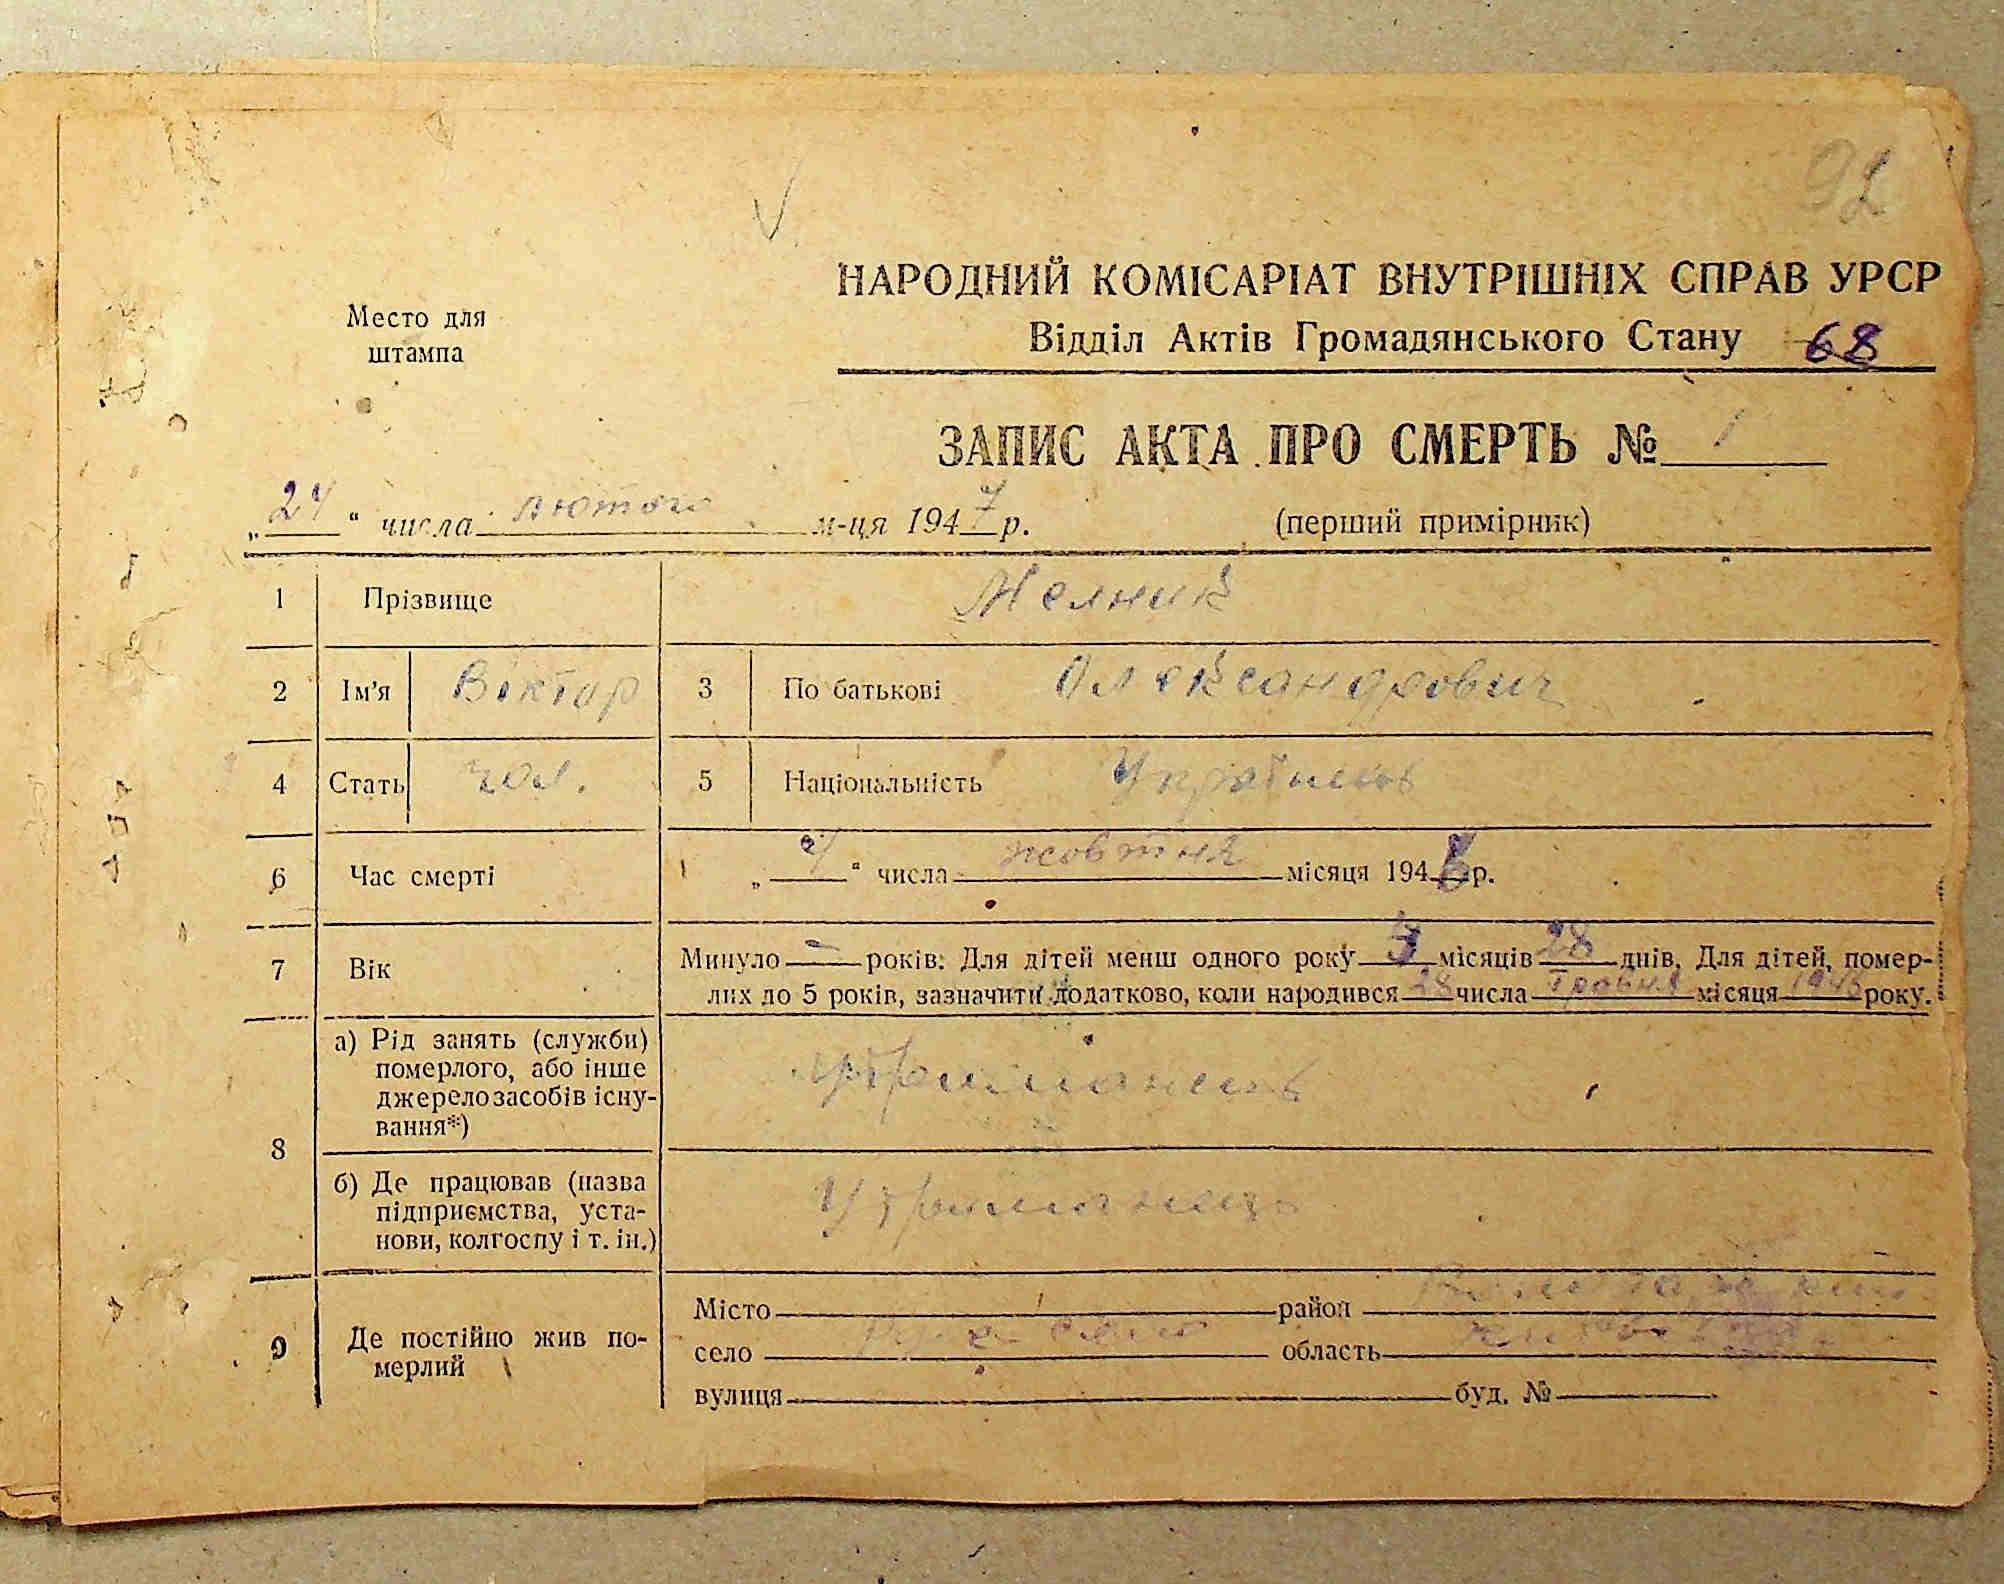 92
НАРОДНИЙ КОМІСАРІАТ ВНУТРІШНІХ СПРАВ УРСР
Место для штампа
Відділ Актів Громадянського Стану 68
ЗАПИС АКТА ПРО СМЕРТЬ № 1
„24“ числа лютого м-ця 1947 р.
(перший примірник)
1 Прізвище Мелник
2 Ім'я Віктор 3 По батькові Олександрович
4 Стать чол. 5 Національність Українець
6 Час смерті „ “ числа жовтня місяця 1946 р.
7 Вік Минуло — років. Для дітей менш одного року місяців 28 днів. Для дітей, помер-
лих до 5 років, зазначити додатково, коли народився 28 числа травня місяця 1946 року.
8 а) Рід занять (служби)
померлого, або інше
джерело засобів існу-
вання*) утриманець
б) Де працював (назва
підприємства, уста-
нови, колгоспу і т. ін.) Утриманець
9 Де постійно жив по-
мерлий
Місто район
село область
вулиця буд. №